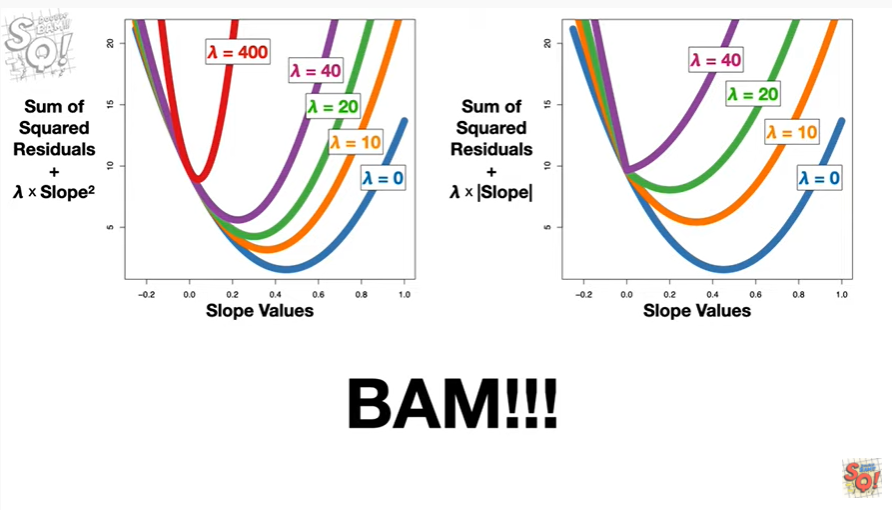 SQ!
BAM!!!
λ = 400
λ = 40
λ = 20
λ = 10
λ = 0
Sum of
Squared
Residuals
+
λ × Slope²
20
15
10
5
−0.2 0.0 0.2 0.4 0.6 0.8 1.0
Slope Values
λ = 40
λ = 20
λ = 10
λ = 0
Sum of
Squared
Residuals
+
λ × |Slope|
20
15
10
5
−0.2 0.0 0.2 0.4 0.6 0.8 1.0
Slope Values
BAM!!!
SQ!